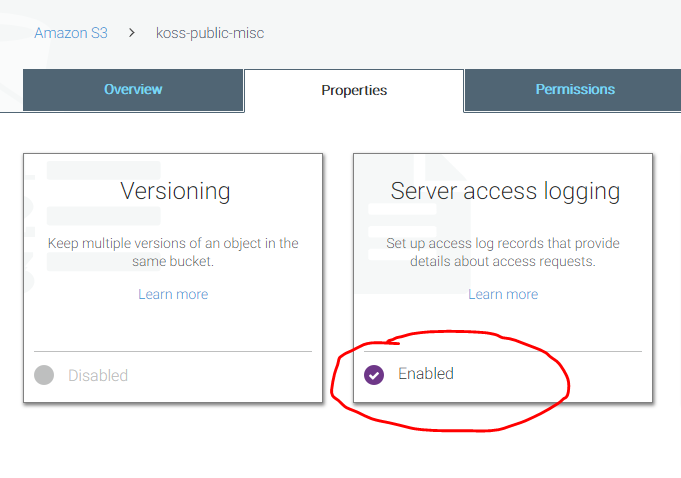 Amazon S3 > koss-public-misc
Overview
Properties
Permissions
Versioning
Keep multiple versions of an object in the
same bucket.
Learn more
Disabled
Server access logging
Set up access log records that provide
details about access requests.
Learn more
Enabled